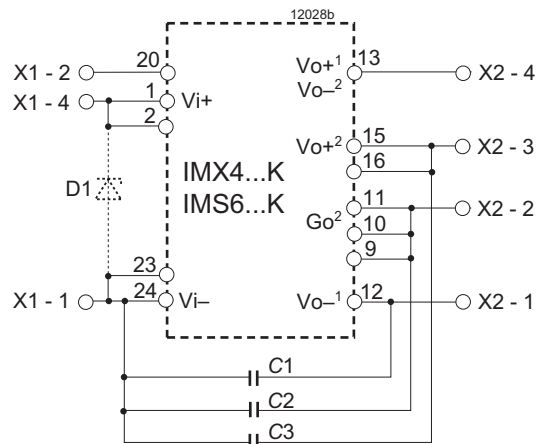 12028b
X1 - 2 20 Vo+¹ 13 X2 - 4
Vo–²
X1 - 4 1 Vi+
2
Vo+² 15 X2 - 3
16
IMX4...K
IMS6...K
D1
11 X2 - 2
Go² 10
9
23
X1 - 1 24 Vi– Vo–¹ 12 X2 - 1
C1
C2
C3